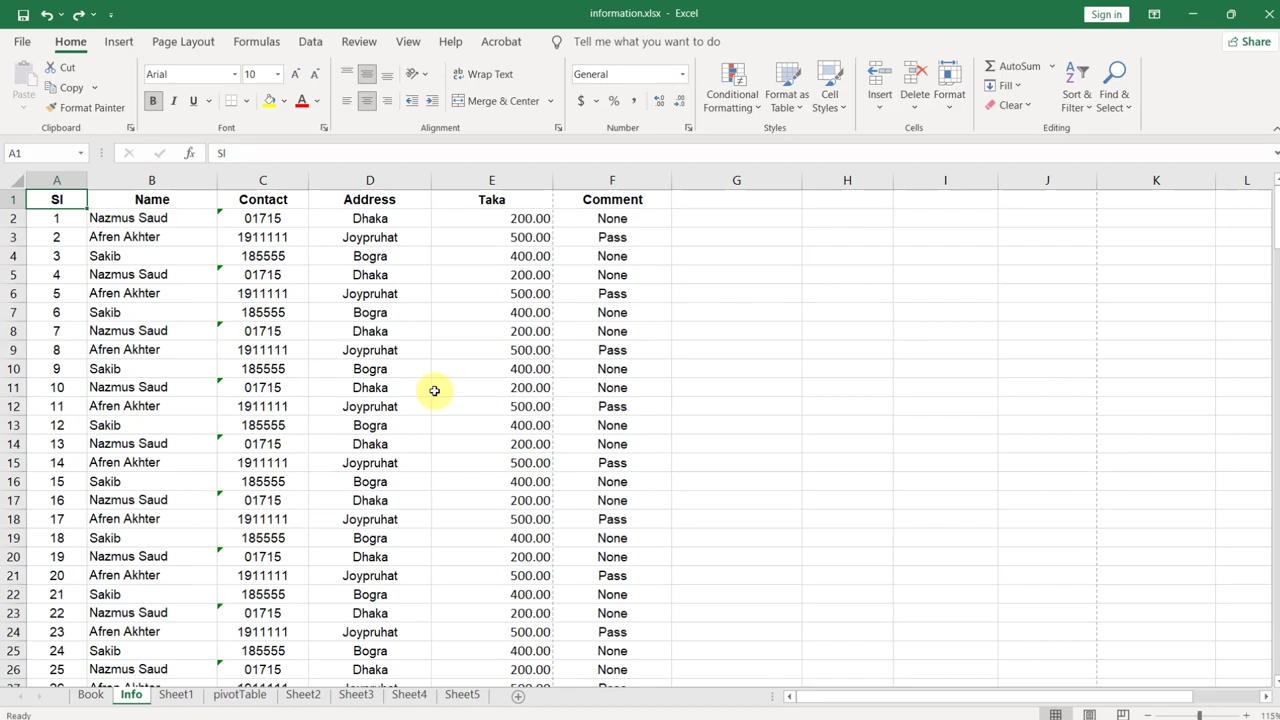 information.xlsx - Excel
Sign in
File Home Insert Page Layout Formulas Data Review View Help Acrobat Tell me what you want to do Share
Paste
Cut
Copy
Format Painter
Clipboard
Arial 10
B I U
Font
Wrap Text
Merge & Center
Alignment
General
$ % ,
Number
Conditional Formatting
Format as Table
Cell Styles
Styles
Insert Delete Format
Cells
AutoSum
Fill
Clear
Sort & Filter
Find & Select
Editing
A1 fx SI
A B C D E F G H I J K L
1 SI Name Contact Address Taka Comment
2 1 Nazmus Saud 01715 Dhaka 200.00 None
3 2 Afren Akhter 1911111 Joypruhat 500.00 Pass
4 3 Sakib 185555 Bogra 400.00 None
5 4 Nazmus Saud 01715 Dhaka 200.00 None
6 5 Afren Akhter 1911111 Joypruhat 500.00 Pass
7 6 Sakib 185555 Bogra 400.00 None
8 7 Nazmus Saud 01715 Dhaka 200.00 None
9 8 Afren Akhter 1911111 Joypruhat 500.00 Pass
10 9 Sakib 185555 Bogra 400.00 None
11 10 Nazmus Saud 01715 Dhaka 200.00 None
12 11 Afren Akhter 1911111 Joypruhat 500.00 Pass
13 12 Sakib 185555 Bogra 400.00 None
14 13 Nazmus Saud 01715 Dhaka 200.00 None
15 14 Afren Akhter 1911111 Joypruhat 500.00 Pass
16 15 Sakib 185555 Bogra 400.00 None
17 16 Nazmus Saud 01715 Dhaka 200.00 None
18 17 Afren Akhter 1911111 Joypruhat 500.00 Pass
19 18 Sakib 185555 Bogra 400.00 None
20 19 Nazmus Saud 01715 Dhaka 200.00 None
21 20 Afren Akhter 1911111 Joypruhat 500.00 Pass
22 21 Sakib 185555 Bogra 400.00 None
23 22 Nazmus Saud 01715 Dhaka 200.00 None
24 23 Afren Akhter 1911111 Joypruhat 500.00 Pass
25 24 Sakib 185555 Bogra 400.00 None
26 25 Nazmus Saud 01715 Dhaka 200.00 None
Book Info Sheet1 pivotTable Sheet2 Sheet3 Sheet4 Sheet5
Ready 115%